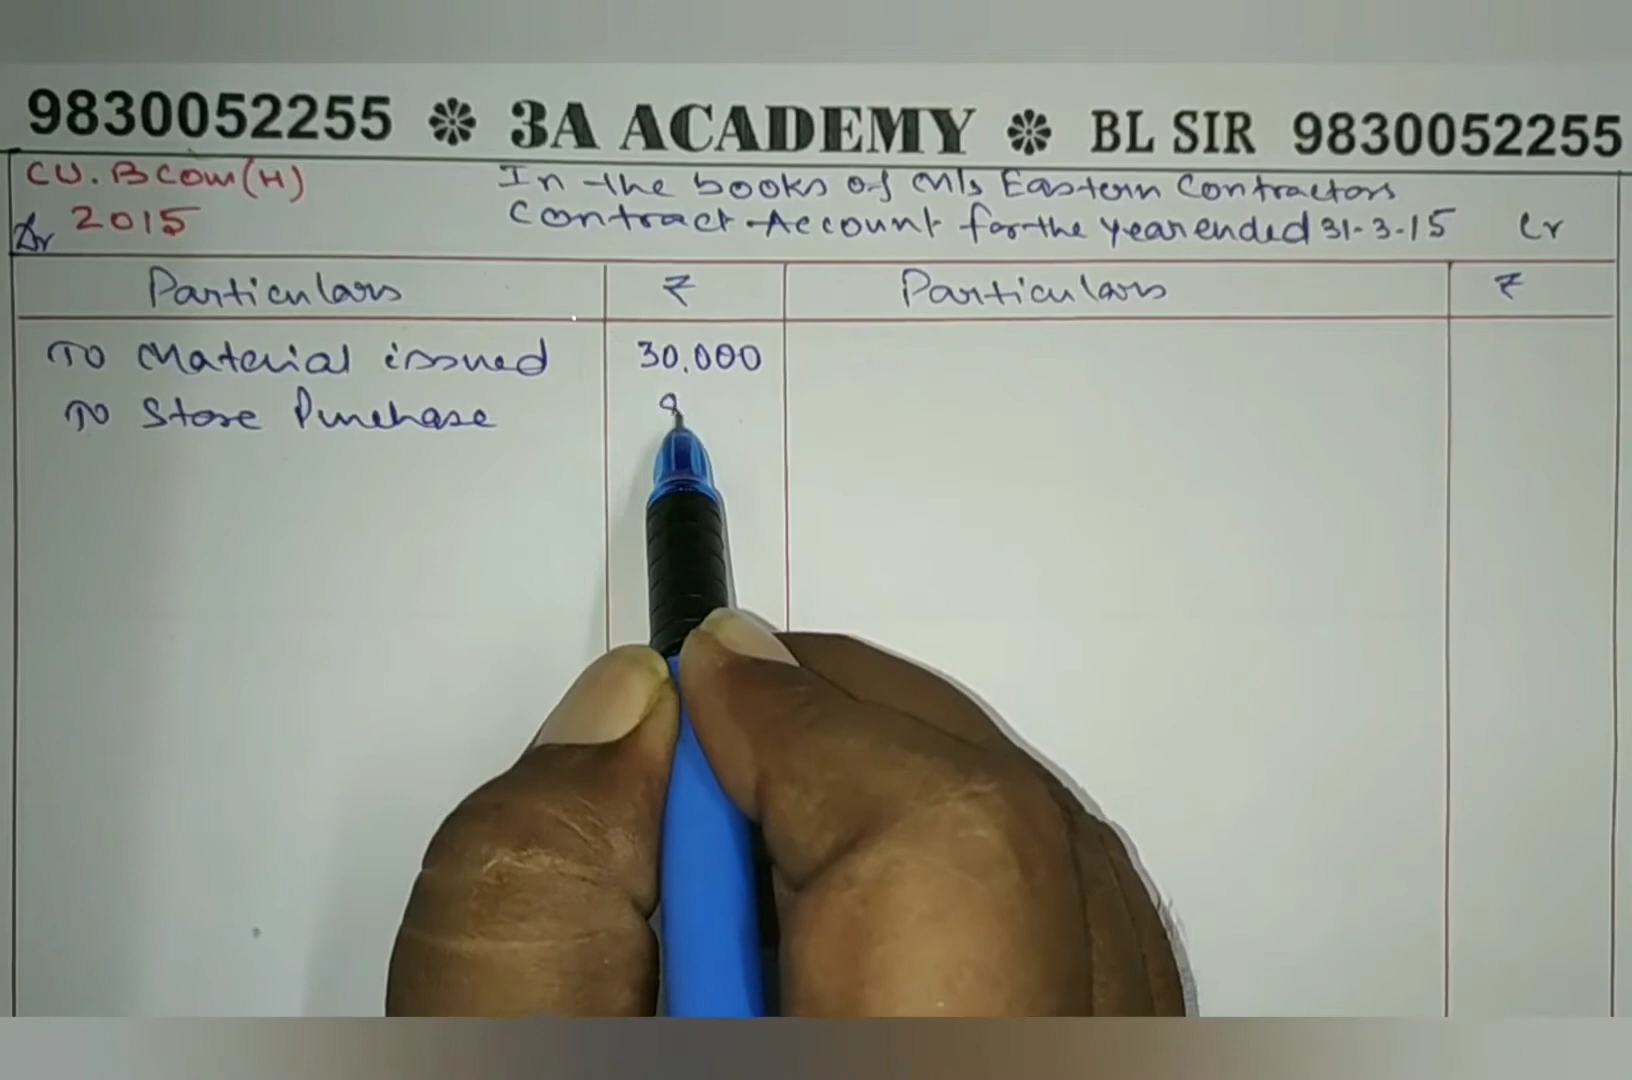 9830052255 ❇ 3A ACADEMY ❇ BL SIR 9830052255
CU. BCom(H) In the books of M/s Eastern Contractors
2015 Contract Account for the year ended 31-3-15
Dr Cr
Particulars ₹ Particulars ₹
To Material issued 30,000
To Store Purchase 8